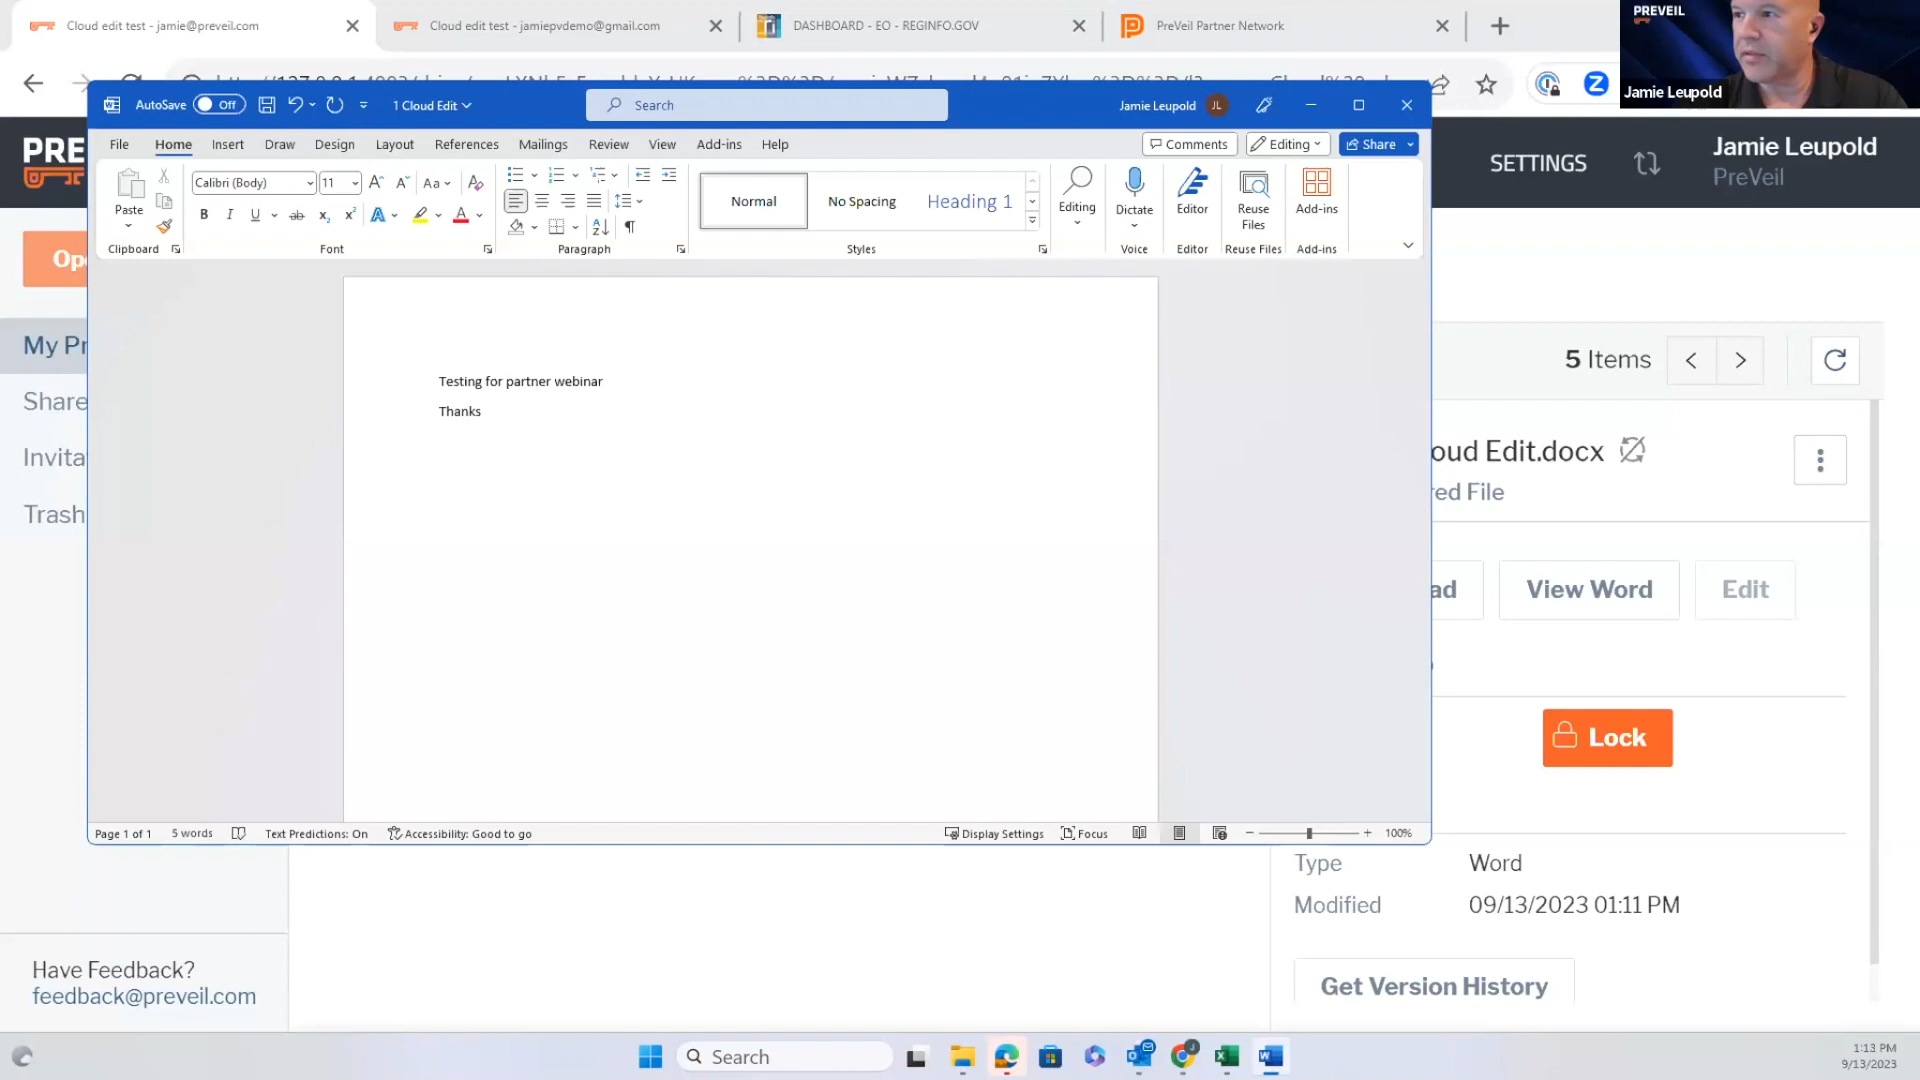 Cloud edit test - jamie@preveil.com
Cloud edit test - jamiepvdemo@gmail.com
DASHBOARD - EO - REGINFO.GOV
PreVeil Partner Network
PREVEIL
Jamie Leupold
AutoSave Off
1 Cloud Edit
Search
Jamie Leupold JL
File Home Insert Draw Design Layout References Mailings Review View Add-ins Help
Comments Editing Share
Paste
Calibri (Body) 11
Normal No Spacing Heading 1
Editing Dictate Editor Reuse Files Add-ins
Clipboard Font Paragraph Styles Voice Editor Reuse Files Add-ins
PRE
SETTINGS
Jamie Leupold
PreVeil
Ope
My Pr
Share
Invita
Trash
Testing for partner webinar
Thanks
5 Items
oud Edit.docx
red File
ad View Word Edit
Lock
Page 1 of 1 5 words Text Predictions: On Accessibility: Good to go Display Settings Focus 100%
Type Word
Modified 09/13/2023 01:11 PM
Get Version History
Have Feedback?
feedback@preveil.com
Search
1:13 PM
9/13/2023